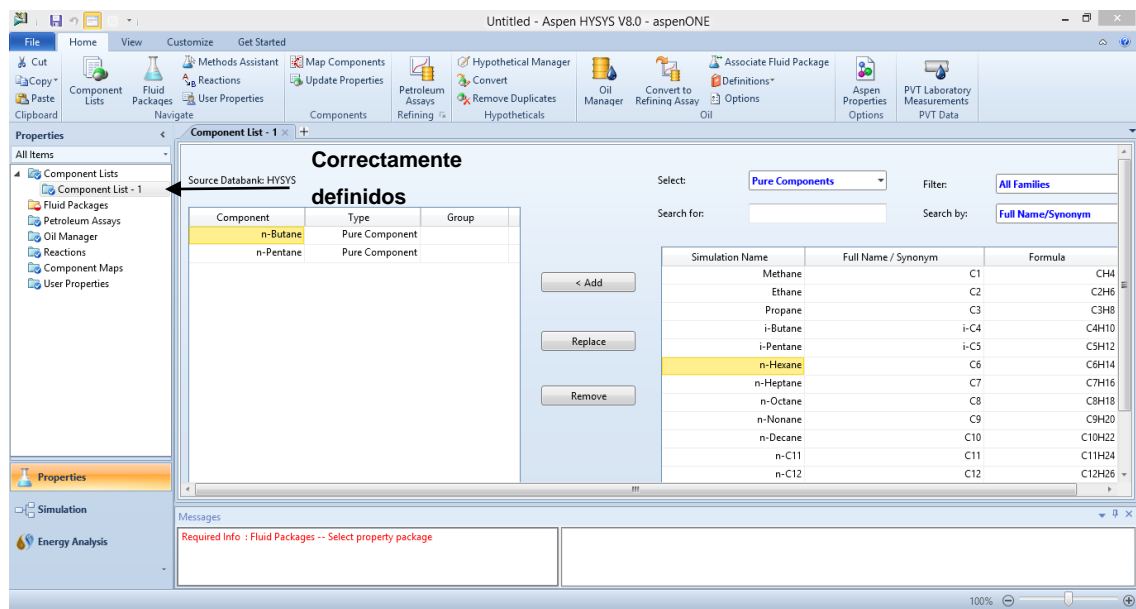 Untitled - Aspen HYSYS V8.0 - aspenONE
File Home View Customize Get Started
Cut
Copy
Paste
Clipboard
Component Lists
Fluid Packages
Methods Assistant
Reactions
User Properties
Navigate
Map Components
Update Properties
Components
Petroleum Assays
Refining
Hypothetical Manager
Convert
Remove Duplicates
Hypotheticals
Oil Manager
Convert to Refining Assay
Associate Fluid Package
Definitions
Options
Oil
Aspen Properties
Options
PVT Laboratory Measurements
PVT Data
Properties
All Items
Component Lists
Component List - 1
Fluid Packages
Petroleum Assays
Oil Manager
Reactions
Component Maps
User Properties
Properties
Simulation
Energy Analysis
Component List - 1
Correctamente
definidos
Source Databank: HYSYS
Component Type Group
n-Butane Pure Component
n-Pentane Pure Component
< Add
Replace
Remove
Select: Pure Components Filter: All Families
Search for: Search by: Full Name/Synonym
Simulation Name Full Name / Synonym Formula
Methane C1 CH4
Ethane C2 C2H6
Propane C3 C3H8
i-Butane i-C4 C4H10
i-Pentane i-C5 C5H12
n-Hexane C6 C6H14
n-Heptane C7 C7H16
n-Octane C8 C8H18
n-Nonane C9 C9H20
n-Decane C10 C10H22
n-C11 C11 C11H24
n-C12 C12 C12H26
Messages
Required Info : Fluid Packages -- Select property package
100%